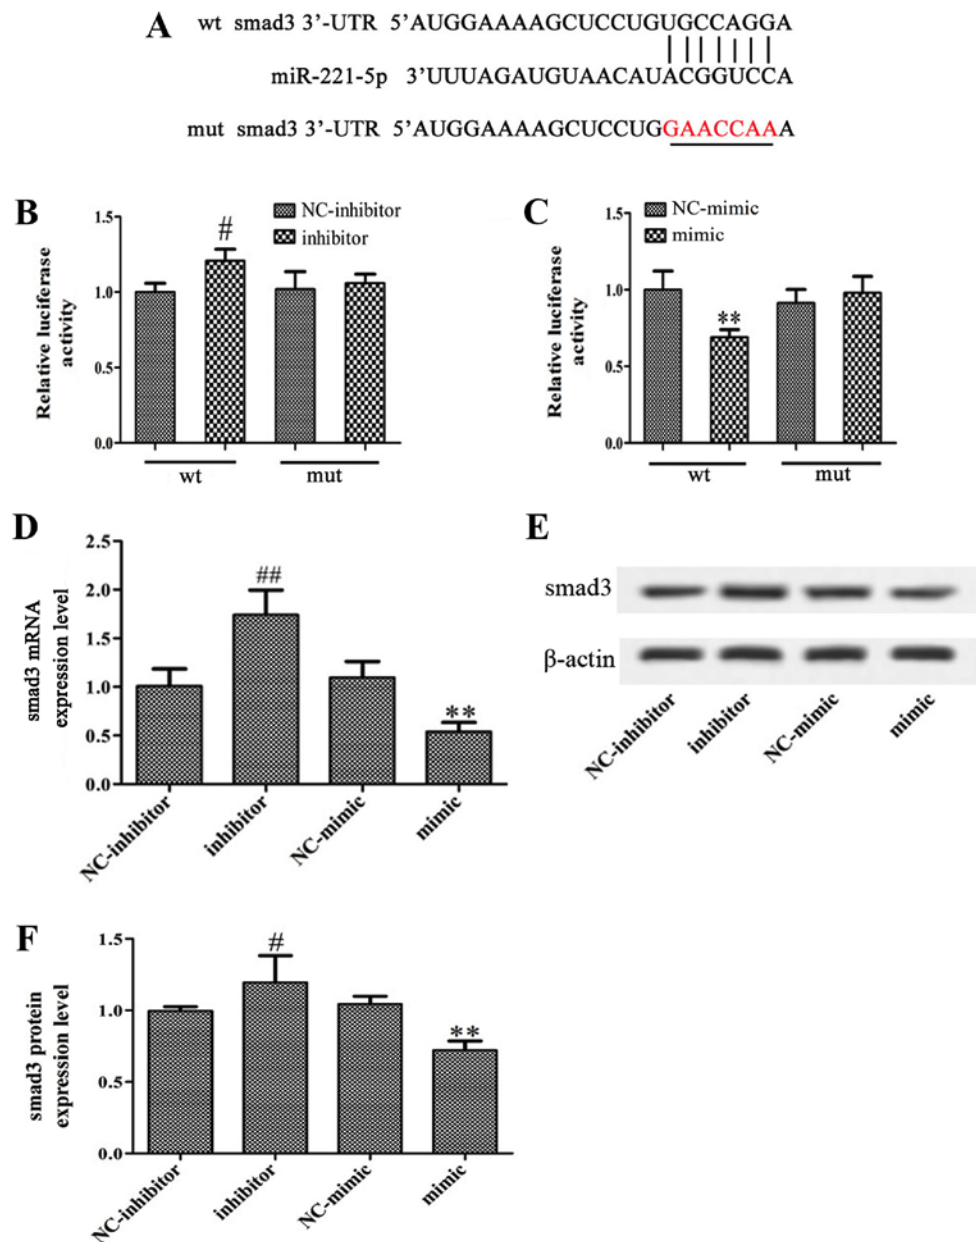 A
wt smad3 3’-UTR 5’AUGGAAAAGCUCCUGUGCCAGGA
miR-221-5p 3’UUUAGAUGUAACAUACGGUCCA
mut smad3 3’-UTR 5’AUGGAAAAGCUCCUGGAACCAAA
B
NC-inhibitor
inhibitor
Relative luciferase
activity
1.5
1.0
0.5
0.0
#
wt
mut
C
NC-mimic
mimic
Relative luciferase
activity
1.5
1.0
0.5
0.0
**
wt
mut
D
smad3 mRNA
expression level
2.5
2.0
1.5
1.0
0.5
0.0
##
**
NC-inhibitor
inhibitor
NC-mimic
mimic
E
smad3
β-actin
NC-inhibitor
inhibitor
NC-mimic
mimic
F
smad3 protein
expression level
1.5
1.0
0.5
0.0
#
**
NC-inhibitor
inhibitor
NC-mimic
mimic